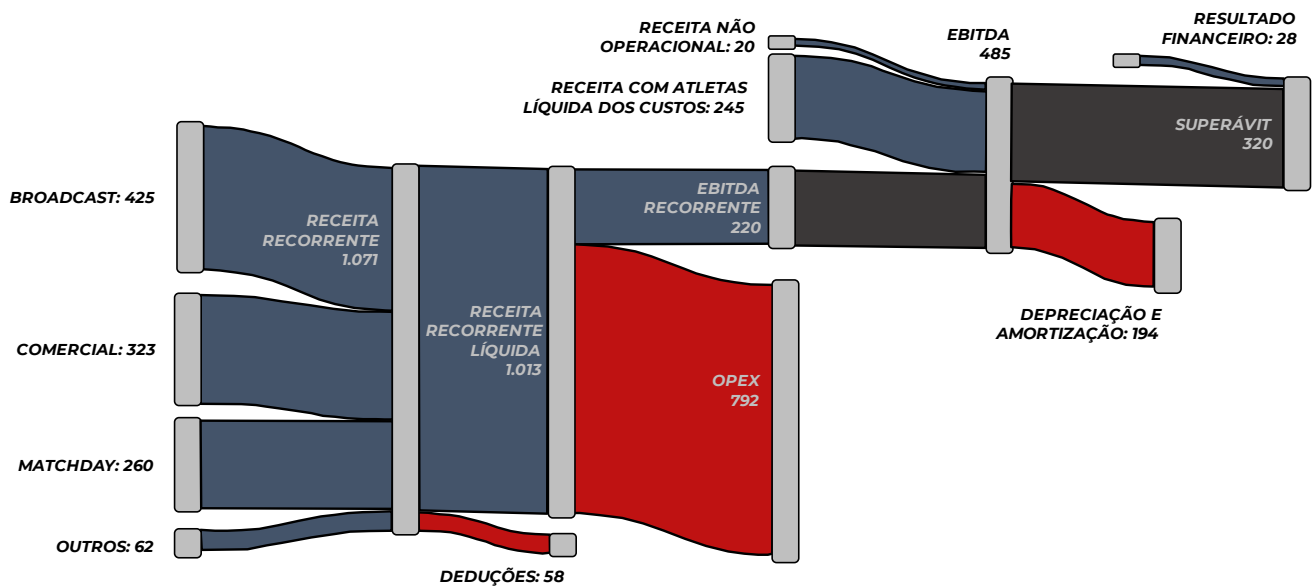 RECEITA NÃO
OPERACIONAL: 20
EBITDA
485
RESULTADO
FINANCEIRO: 28
RECEITA COM ATLETAS
LÍQUIDA DOS CUSTOS: 245
SUPERÁVIT
320
BROADCAST: 425
RECEITA
RECORRENTE
1.071
EBITDA
RECORRENTE
220
RECEITA
RECORRENTE
LÍQUIDA
1.013
DEPRECIAÇÃO E
AMORTIZAÇÃO: 194
COMERCIAL: 323
OPEX
792
MATCHDAY: 260
OUTROS: 62
DEDUÇÕES: 58